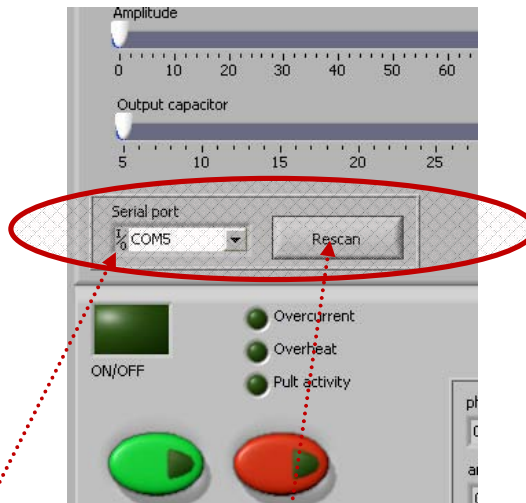 Amplitude
0 10 20 30 40 50 60
Output capacitor
5 10 15 20 25
Serial port
I/O COM5 Rescan
Overcurrent
Overheat
ON/OFF
Pult activity